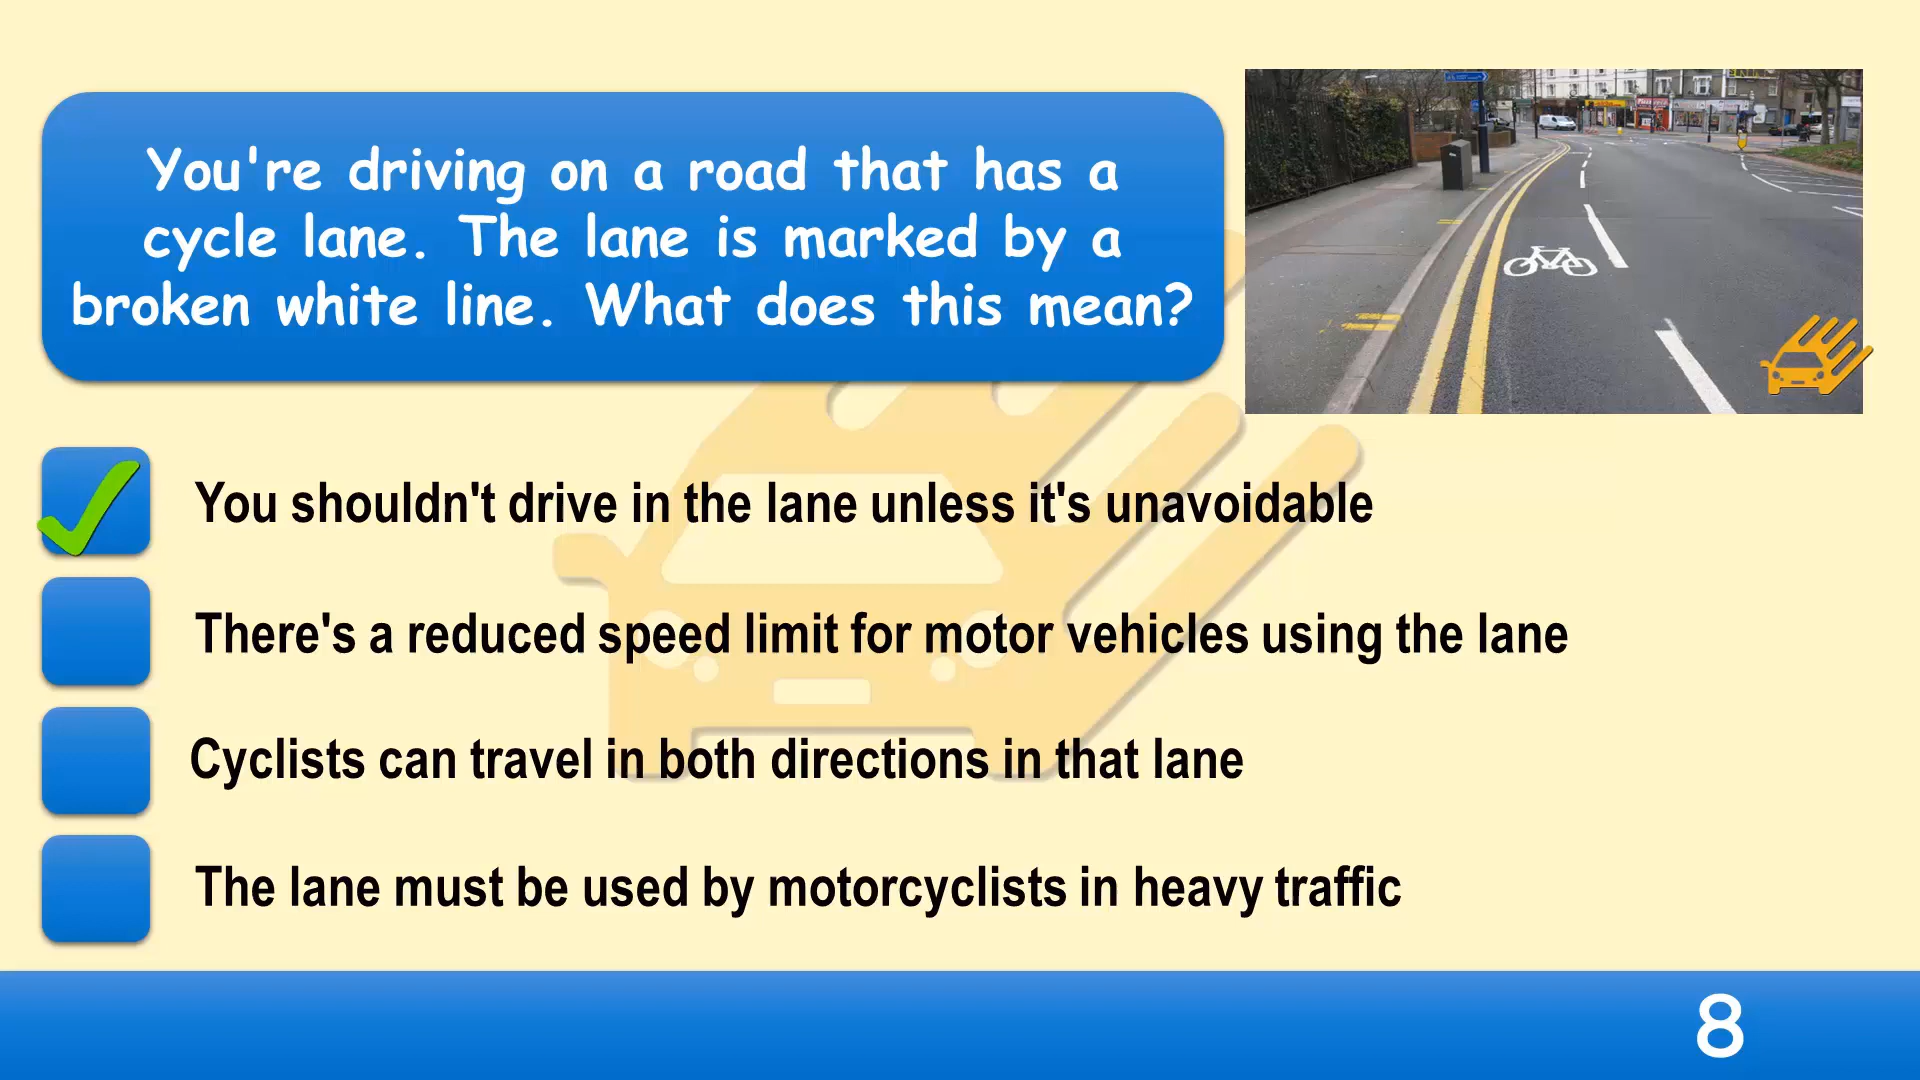 You're driving on a road that has a
cycle lane. The lane is marked by a
broken white line. What does this mean?
You shouldn't drive in the lane unless it's unavoidable
There's a reduced speed limit for motor vehicles using the lane
Cyclists can travel in both directions in that lane
The lane must be used by motorcyclists in heavy traffic
8